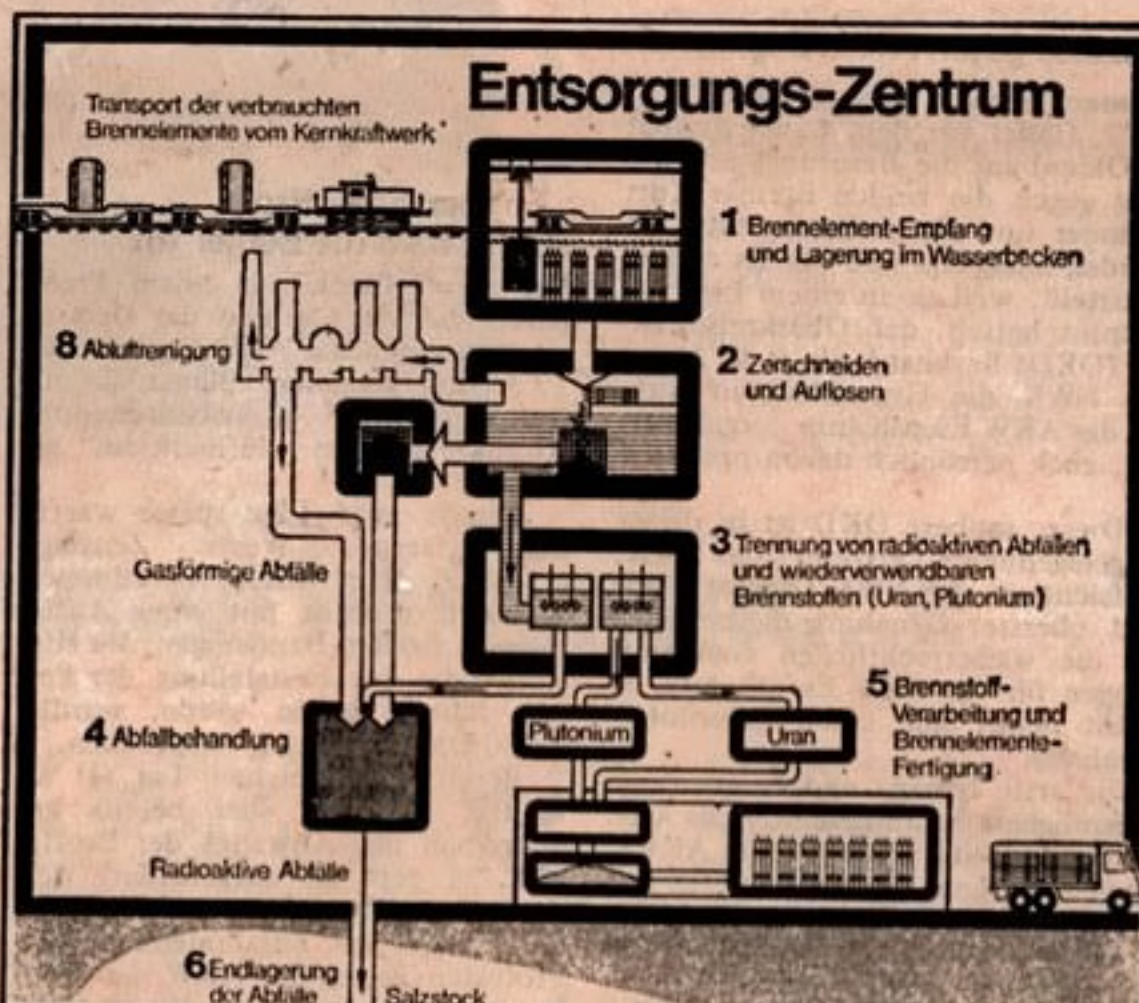 Entsorgungs-Zentrum
Transport der verbrauchten
Brennelemente vom Kernkraftwerk
1 Brennelement-Empfang
und Lagerung im Wasserbecken
8 Abluftreinigung
2 Zerschneiden
und Auflosen
Gasförmige Abfälle
3 Trennung von radioaktiven Abfällen
und wiederverwendbaren
Brennstoffen (Uran, Plutonium)
4 Abfallbehandlung
Plutonium
Uran
5 Brennstoff-
Verarbeitung und
Brennelemente-
Fertigung
Radioaktive Abfälle
6 Endlagerung
der Abfälle
Salzstock